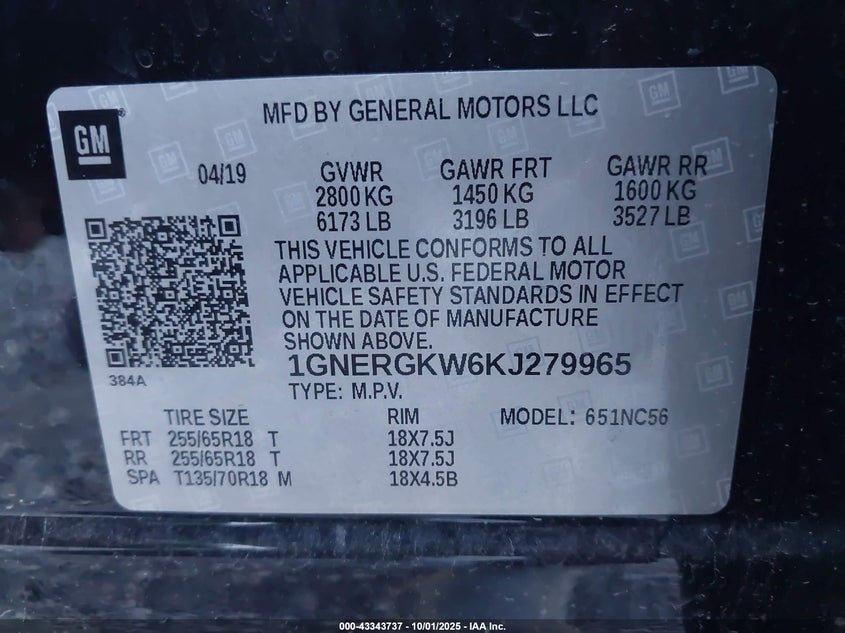 MFD BY GENERAL MOTORS LLC
GM
04/19 GVWR GAWR FRT GAWR RR
2800 KG 1450 KG 1600 KG
6173 LB 3196 LB 3527 LB
THIS VEHICLE CONFORMS TO ALL
APPLICABLE U.S. FEDERAL MOTOR
VEHICLE SAFETY STANDARDS IN EFFECT
ON THE DATE OF MANUFACTURE
SHOWN ABOVE.
1GNERGKW6KJ279965
384A
TYPE: M.P.V.
TIRE SIZE RIM MODEL: 651NC56
FRT 255/65R18 T 18X7.5J
RR 255/65R18 T 18X7.5J
SPA T135/70R18 M 18X4.5B
000-43343737 - 10/01/2025 - IAA Inc.